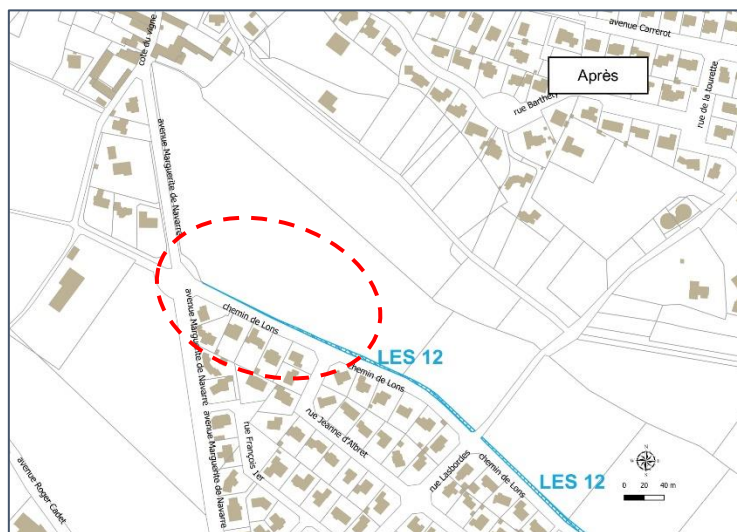 avenue Carrérot
Après
cote du vigne
rue Barthéty
rue de la tourette
avenue Marguerite de Navarre
chemin de Lons
avenue Marguerite de Navarre
LES 12
chemin de Lons
rue Jeanne d'Albret
avenue Marguerite de Navarre
rue François 1er
rue Lasbordes
chemin de Lons
avenue Roger Cadet
LES 12
N
0 20 40 m